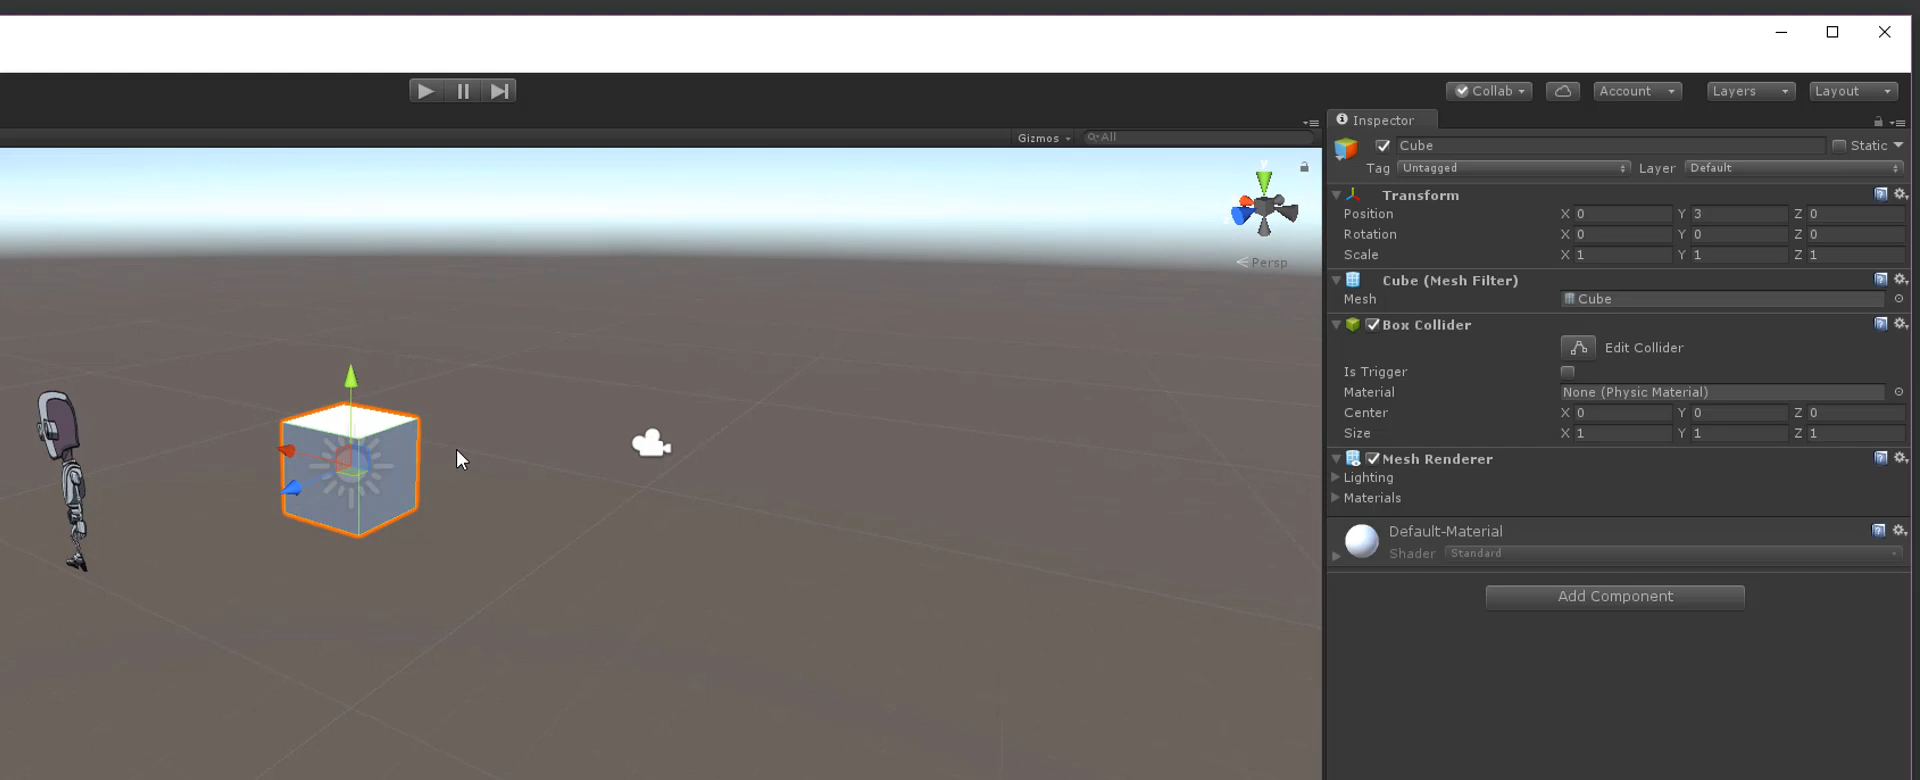 Collab Account Layers Layout
Gizmos All
Inspector
Cube Static
Tag Untagged Layer Default
Transform
Position X 0 Y 3 Z 0
Rotation X 0 Y 0 Z 0
Scale X 1 Y 1 Z 1
Cube (Mesh Filter)
Mesh Cube
Box Collider
Edit Collider
Is Trigger
Material None (Physic Material)
Center X 0 Y 0 Z 0
Size X 1 Y 1 Z 1
Mesh Renderer
Lighting
Materials
Default-Material
Shader Standard
Add Component
y
Persp